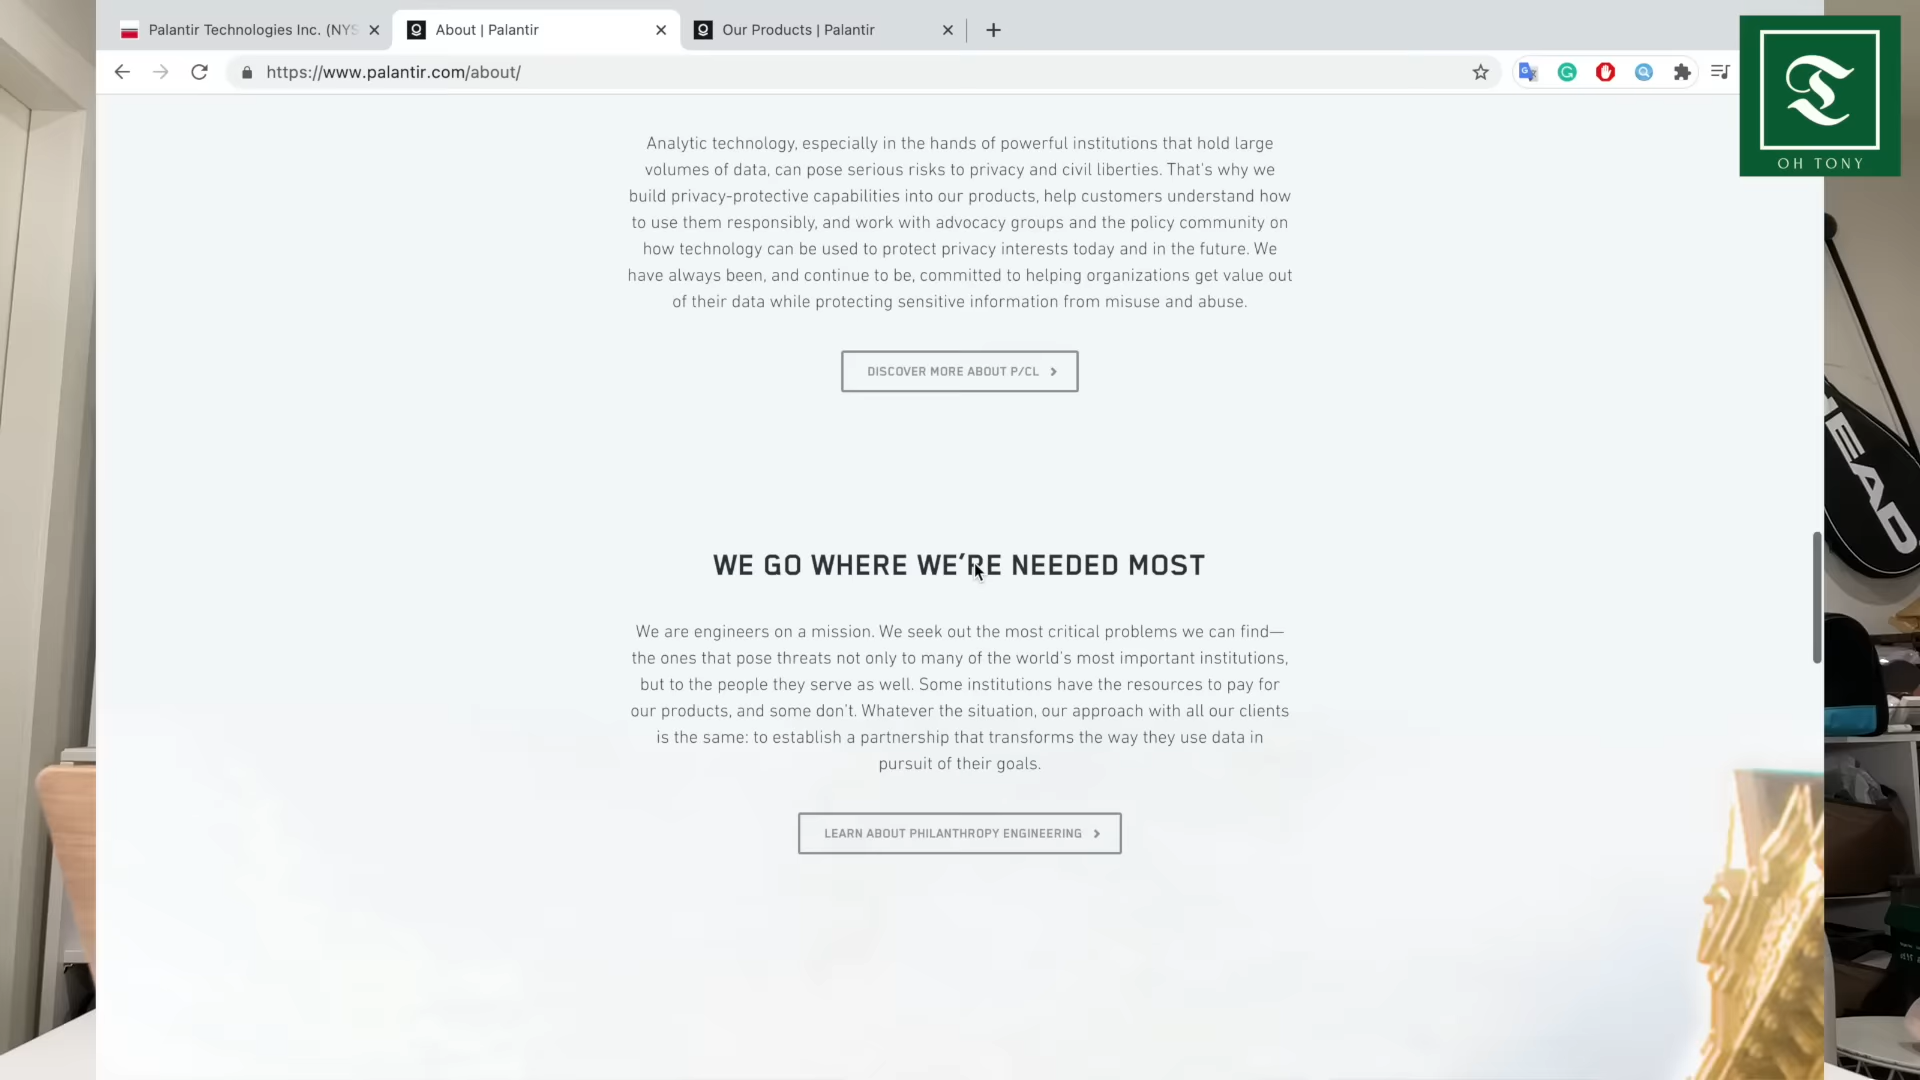 Palantir Technologies Inc. (NYS
About | Palantir
Our Products | Palantir
https://www.palantir.com/about/
OH TONY
Analytic technology, especially in the hands of powerful institutions that hold large
volumes of data, can pose serious risks to privacy and civil liberties. That's why we
build privacy-protective capabilities into our products, help customers understand how
to use them responsibly, and work with advocacy groups and the policy community on
how technology can be used to protect privacy interests today and in the future. We
have always been, and continue to be, committed to helping organizations get value out
of their data while protecting sensitive information from misuse and abuse.
DISCOVER MORE ABOUT P/CL
HEAD
WE GO WHERE WE'RE NEEDED MOST
We are engineers on a mission. We seek out the most critical problems we can find—
the ones that pose threats not only to many of the world's most important institutions,
but to the people they serve as well. Some institutions have the resources to pay for
our products, and some don't. Whatever the situation, our approach with all our clients
is the same: to establish a partnership that transforms the way they use data in
pursuit of their goals.
LEARN ABOUT PHILANTHROPY ENGINEERING